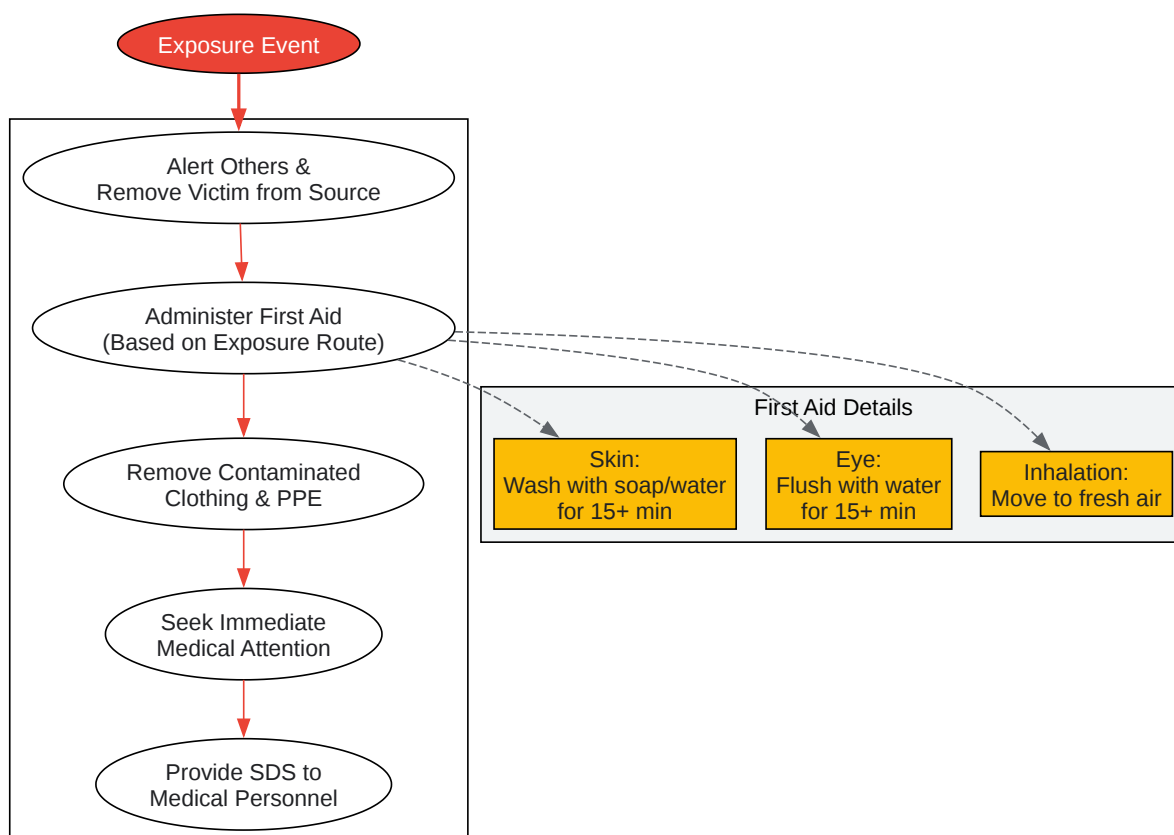 Exposure Event
Alert Others &
Remove Victim from Source
Administer First Aid
(Based on Exposure Route)
First Aid Details
Skin:
Wash with soap/water
for 15+ min
Eye:
Flush with water
for 15+ min
Inhalation:
Move to fresh air
Remove Contaminated
Clothing & PPE
Seek Immediate
Medical Attention
Provide SDS to
Medical Personnel